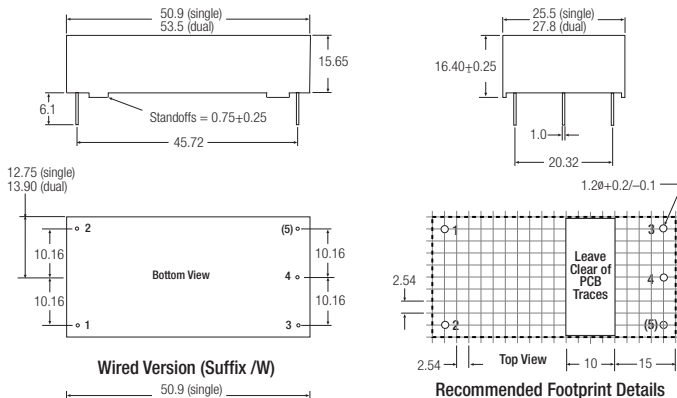 50.9 (single)
53.5 (dual)
15.65
6.1
Standoffs = 0.75±0.25
45.72
25.5 (single)
27.8 (dual)
16.40±0.25
1.0
20.32
12.75 (single)
13.90 (dual)
2
(5)
10.16
10.16
Bottom View
4
10.16
10.16
1
3
Wired Version (Suffix /W)
50.9 (single)
1.2ø+0.2/–0.1
1
3
Leave
Clear of
PCB
Traces
4
2.54
2
(5)
2.54
Top View
10
15
Recommended Footprint Details